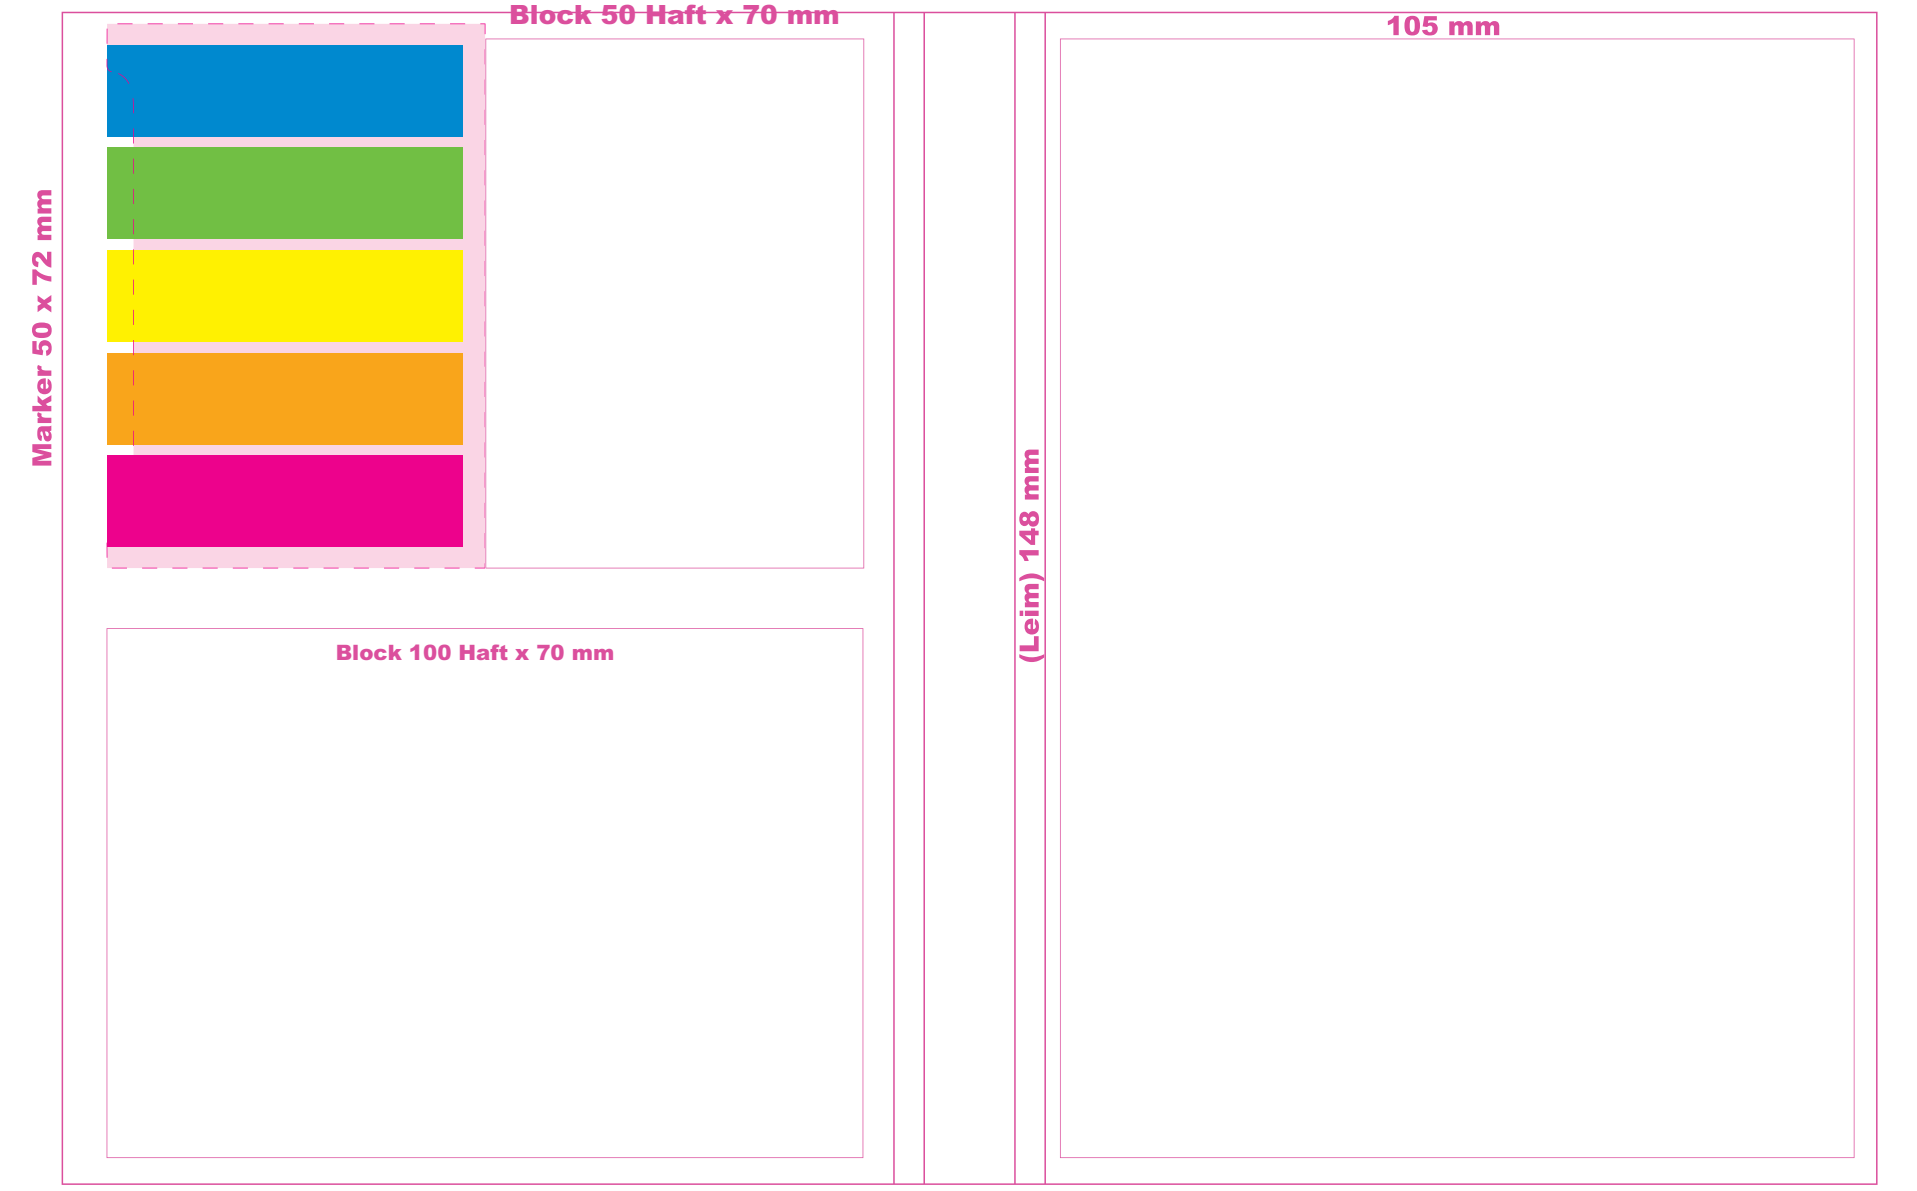 Block 50 Haft x 70 mm
105 mm
Marker 50 x 72 mm
(Leim) 148 mm
Block 100 Haft x 70 mm